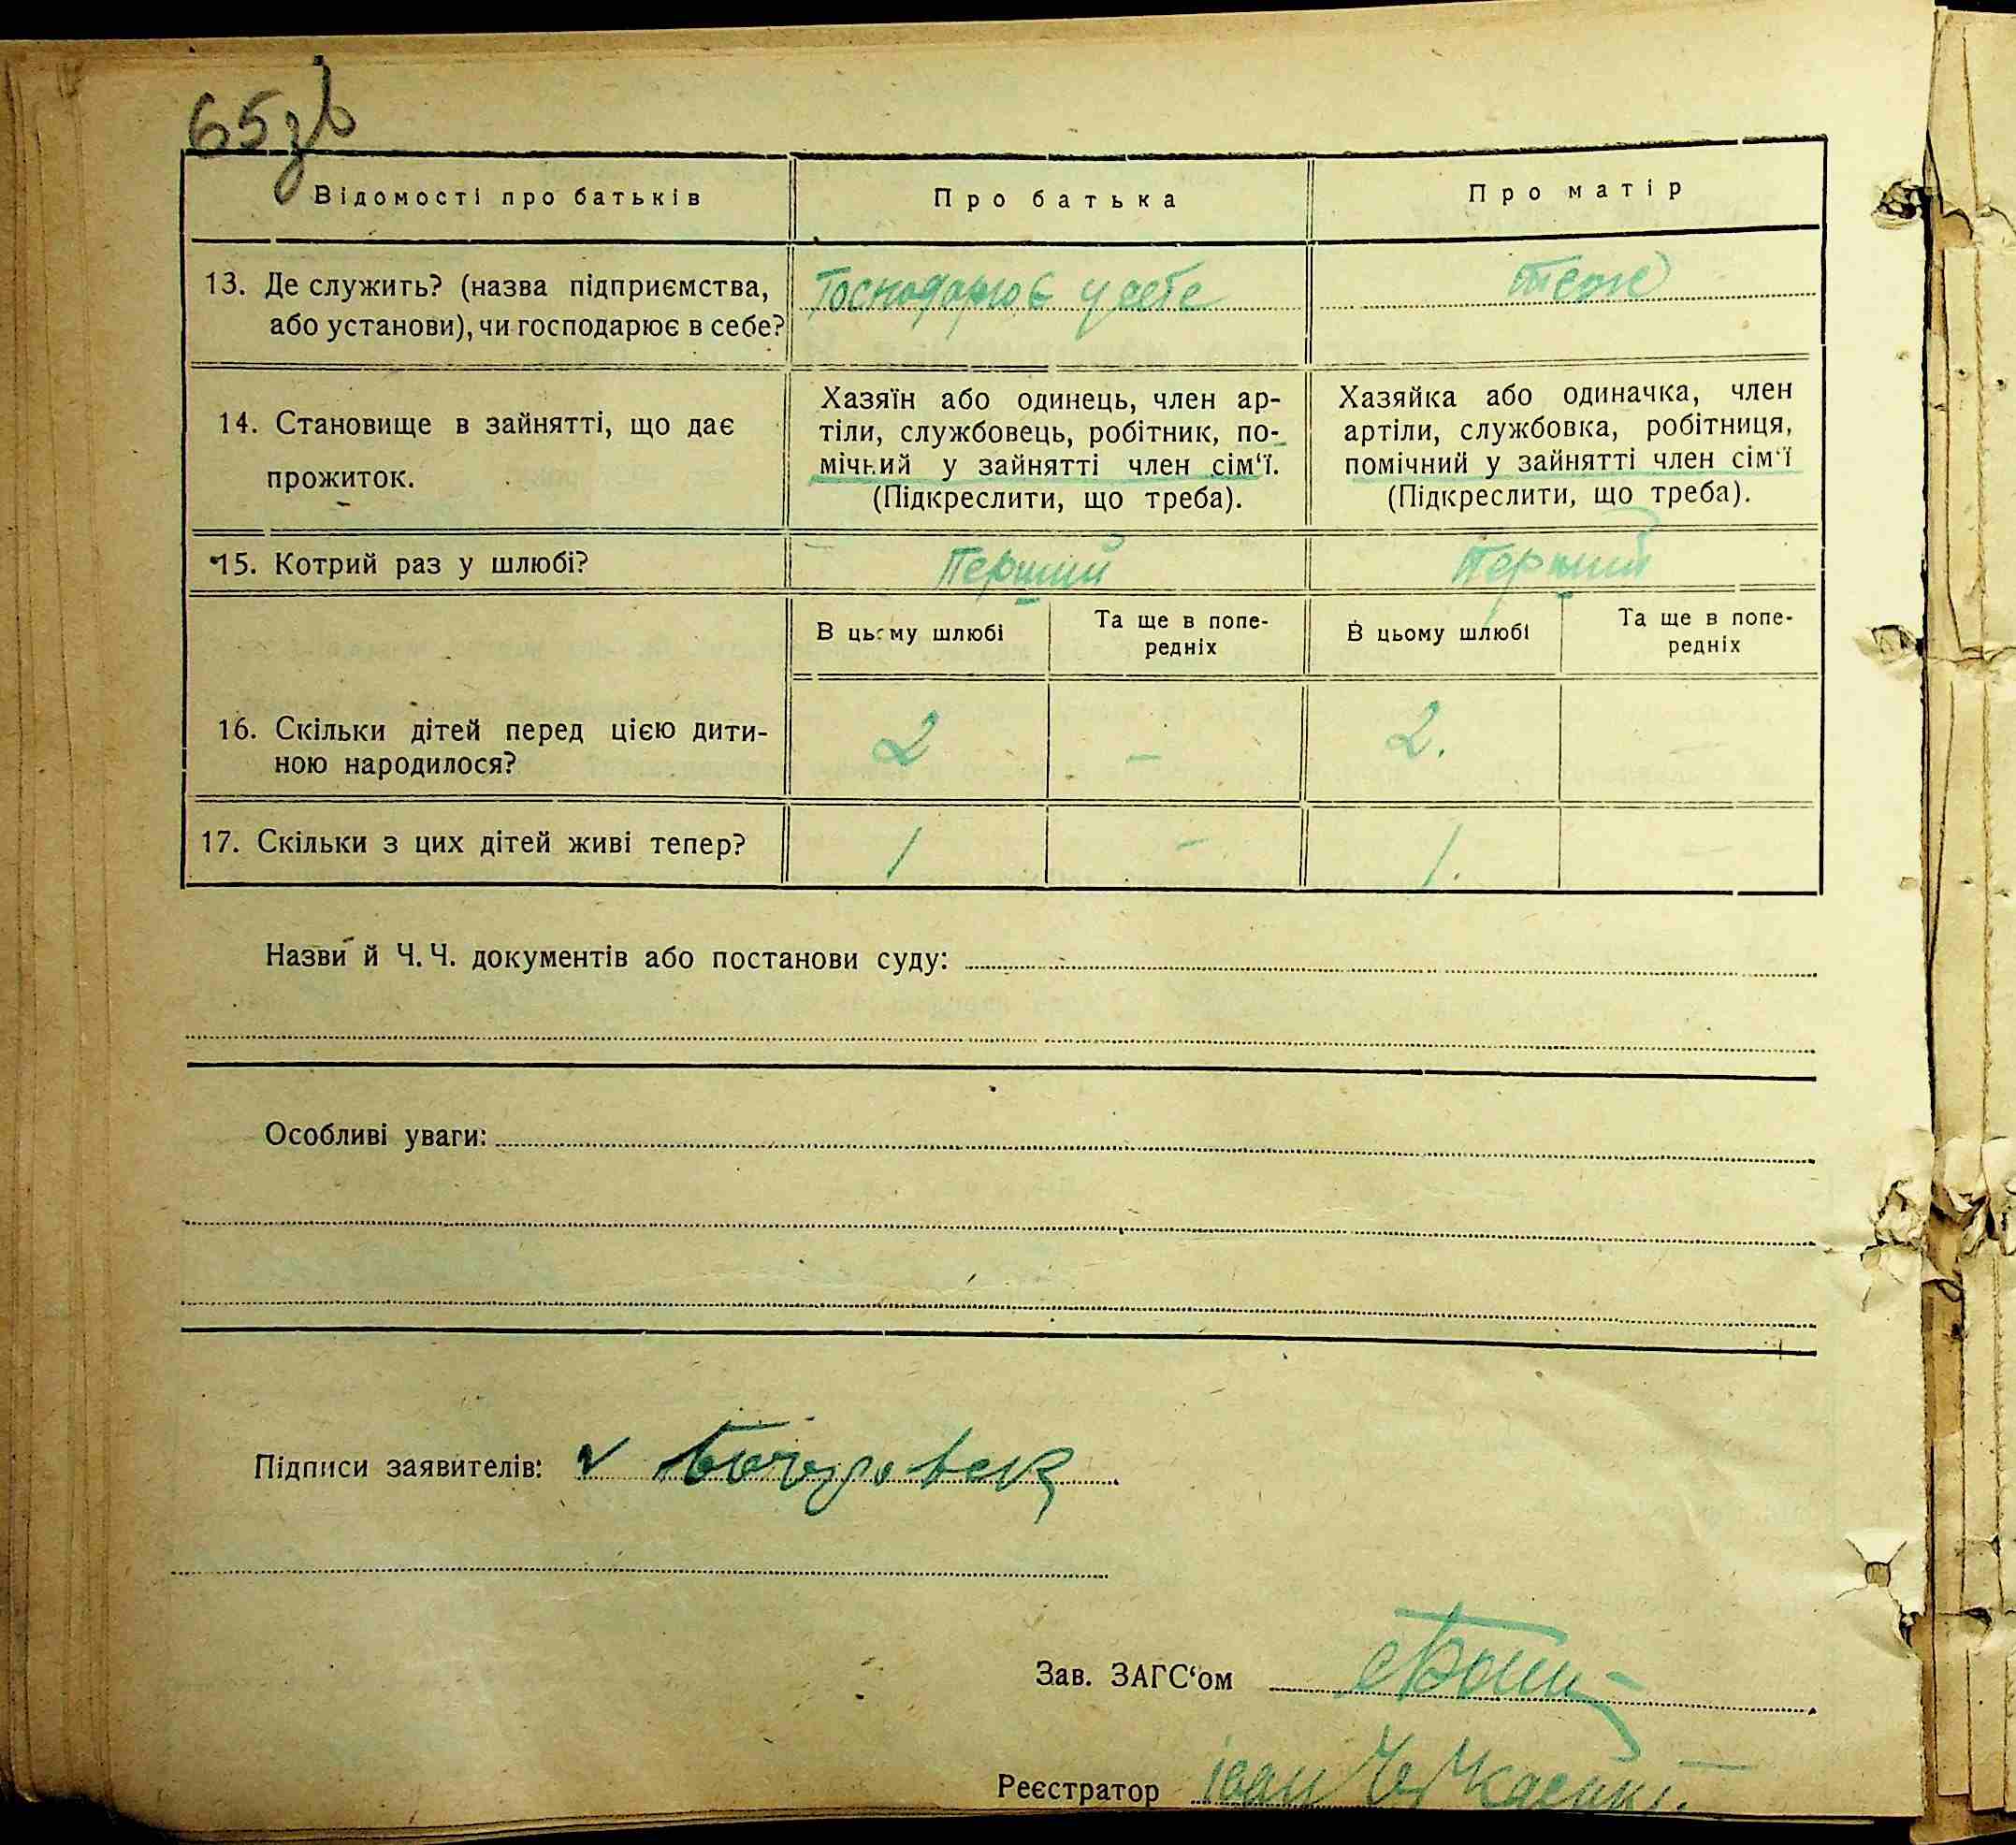 65 зв
Відомості про батьків
Про батька
Про матір
13. Де служить? (назва підприємства,
або установи), чи господарює в себе?
Господарює у себе
теж
14. Становище в зайнятті, що дає
прожиток.
Хазяїн або одинець, член ар-
тіли, службовець, робітник, по-
мічний у зайнятті член сім'ї.
(Підкреслити, що треба).
Хазяйка або одиначка, член
артіли, службовка, робітниця,
помічний у зайнятті член сім'ї
(Підкреслити, що треба).
15. Котрий раз у шлюбі?
Перший
Перший
В цьому шлюбі
Та ще в попе-
редніх
В цьому шлюбі
Та ще в попе-
редніх
16. Скільки дітей перед цією дити-
ною народилося?
2
—
2.
—
17. Скільки з цих дітей живі тепер?
1
—
1.
—
Назви й Ч. Ч. документів або постанови суду:
Особливі уваги:
Підписи заявителів:
Зав. ЗАГС'ом
Реєстратор Іван